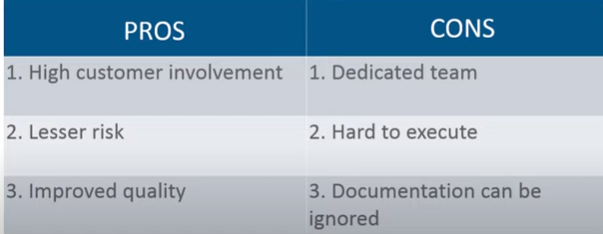 PROS CONS
1. High customer involvement 1. Dedicated team
2. Lesser risk 2. Hard to execute
3. Improved quality 3. Documentation can be
ignored